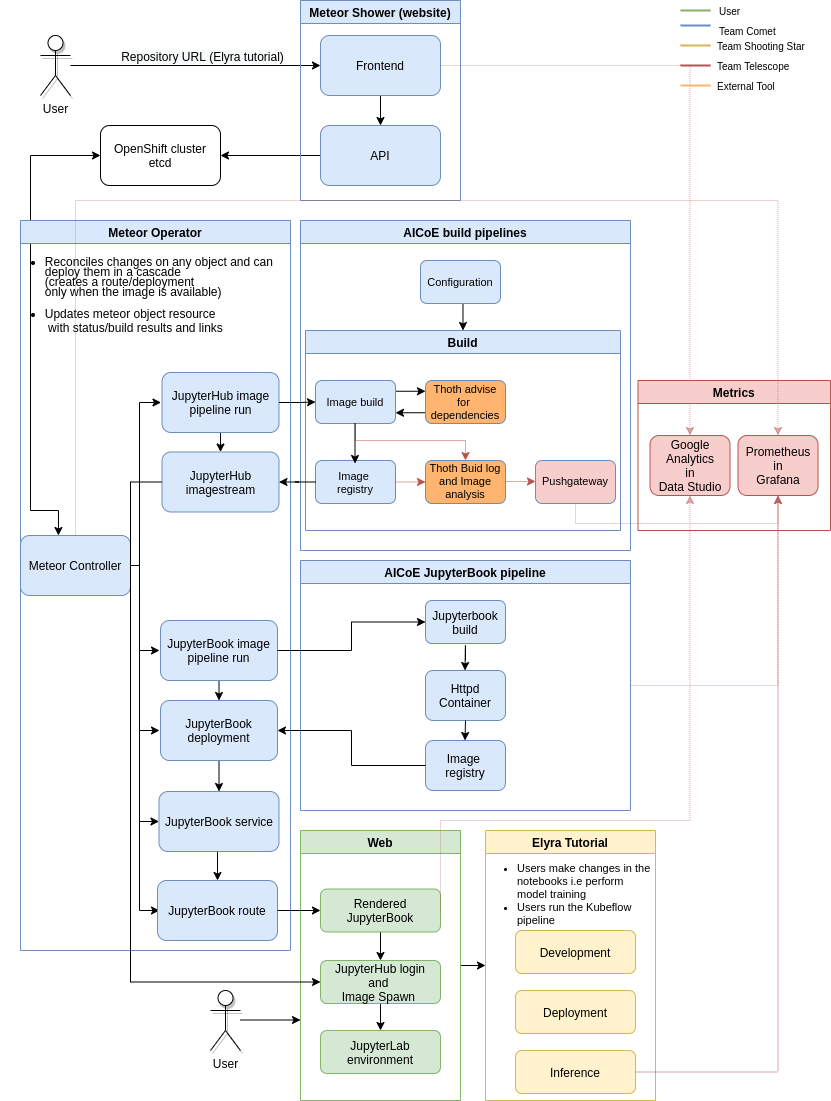 Meteor Shower (website)
User
Team Comet
Team Shooting Star
Team Telescope
External Tool
Repository URL (Elyra tutorial)
Frontend
User
OpenShift cluster
etcd
API
Meteor Operator
• Reconciles changes on any object and can
deploy them in a cascade
(creates a route/deployment
only when the image is available)
• Updates meteor object resource
with status/build results and links
JupyterHub image
pipeline run
JupyterHub
imagestream
Meteor Controller
JupyterBook image
pipeline run
JupyterBook
deployment
JupyterBook service
JupyterBook route
AICoE build pipelines
Configuration
Build
Image build
Thoth advise
for
dependencies
Image
registry
Thoth Buid log
and Image
analysis
Pushgateway
Metrics
Google
Analytics
in
Data Studio
Prometheus
in
Grafana
AICoE JupyterBook pipeline
Jupyterbook
build
Httpd
Container
Image
registry
Web
Rendered
JupyterBook
JupyterHub login
and
Image Spawn
JupyterLab
environment
User
Elyra Tutorial
• Users make changes in the
notebooks i.e perform
model training
• Users run the Kubeflow
pipeline
Development
Deployment
Inference